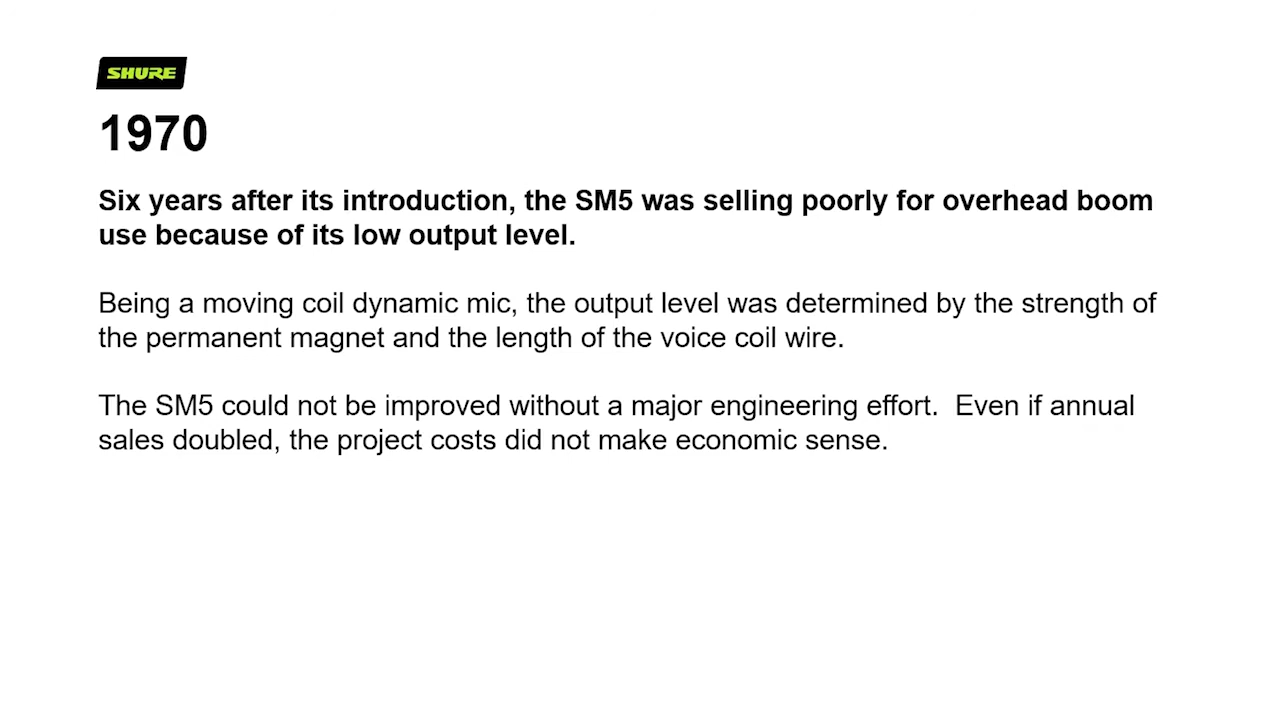 SHURE
1970
Six years after its introduction, the SM5 was selling poorly for overhead boom
use because of its low output level.
Being a moving coil dynamic mic, the output level was determined by the strength of
the permanent magnet and the length of the voice coil wire.
The SM5 could not be improved without a major engineering effort.  Even if annual
sales doubled, the project costs did not make economic sense.